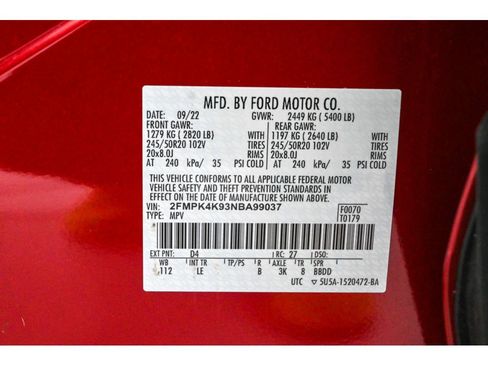 MFD. BY FORD MOTOR CO.
DATE: 09/22 GVWR: 2449 KG ( 5400 LB)
FRONT GAWR: REAR GAWR:
1279 KG ( 2820 LB) 1197 KG ( 2640 LB)
245/50R20 102V TIRES 245/50R20 102V
20x8.0J RIMS 20x8.0J
AT 240 kPa/ 35 PSI COLD AT 240 kPa/ 35 PSI COLD
THIS VEHICLE CONFORMS TO ALL APPLICABLE FEDERAL MOTOR
VEHICLE SAFETY AND THEFT PREVENTION STANDARDS IN
EFFECT ON THE DATE OF MANUFACTURE SHOWN ABOVE.
VIN: 2FMPK4K93NBA99037 F0070
TYPE: MPV T0179
EXT PNT: D4 RC: 27 DSO:
WB INT TR TP/PS R AXLE TR SPR
112 LE B 3K 8 BBDD
UTC ▽ 5U5A-1520472-BA